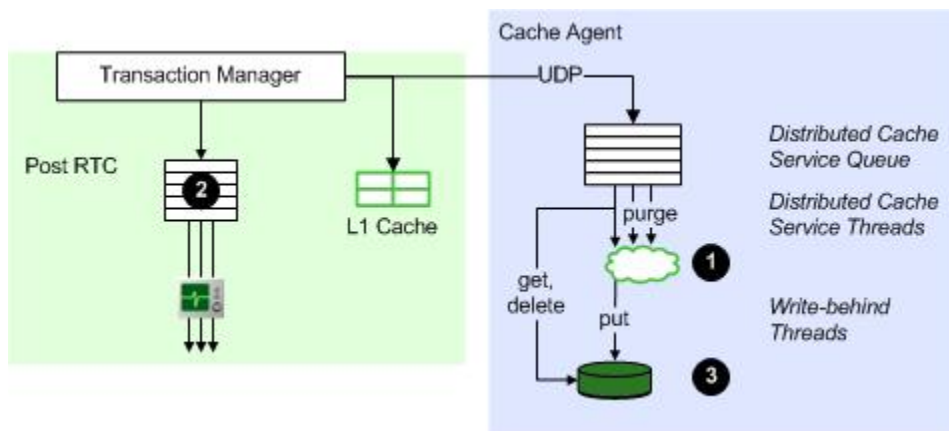 Cache Agent
Transaction Manager
UDP
Post RTC
2
L1 Cache
Distributed Cache
Service Queue
purge
Distributed Cache
Service Threads
1
get,
delete
put
Write-behind
Threads
3